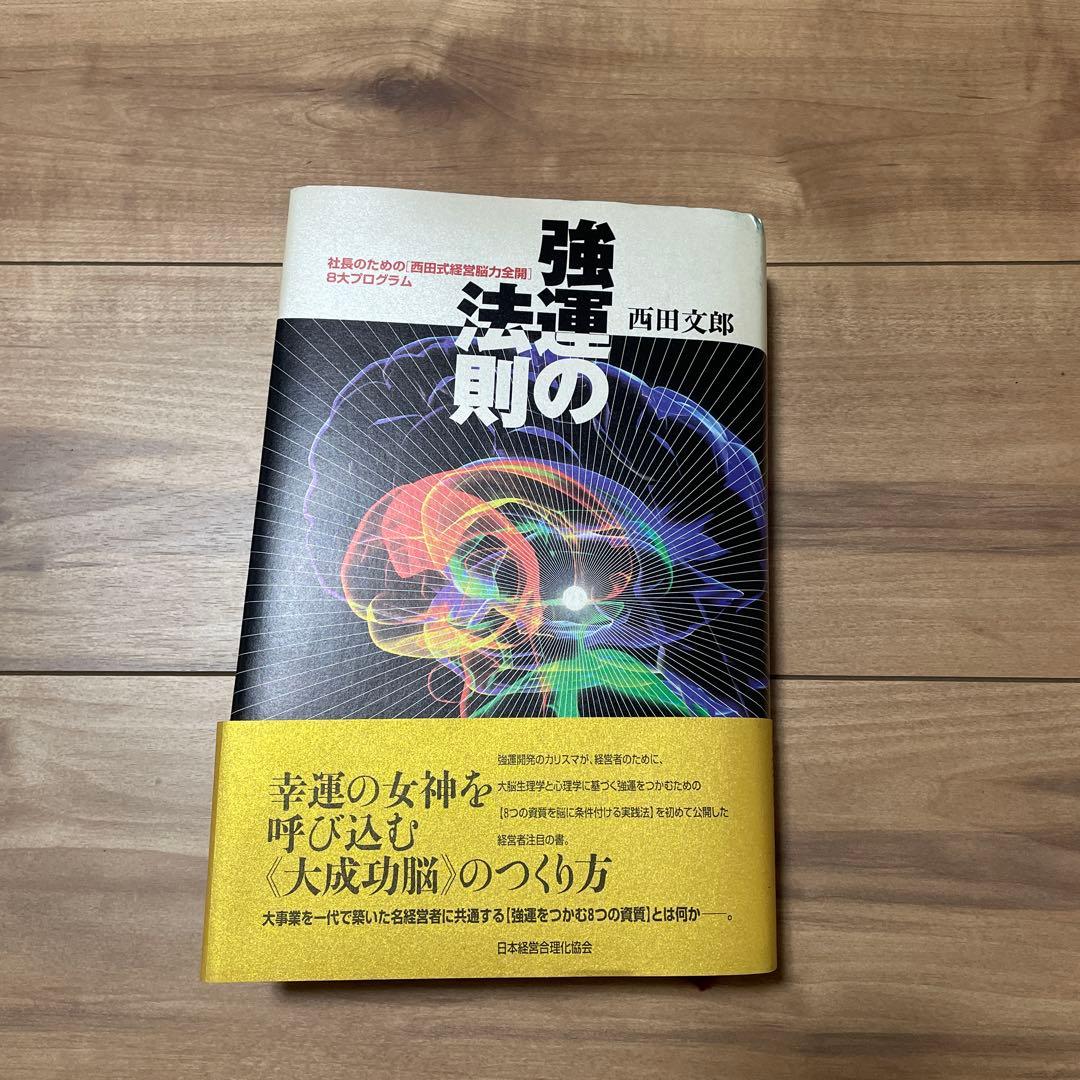 強運の
法則
社長のための［西田式経営脳力全開］
8大プログラム
西田文郎
幸運の女神を
呼び込む
《大成功脳》のつくり方
強運開発のカリスマが、経営者のために、
大脳生理学と心理学に基づく強運をつかむための
【8つの資質を脳に条件付ける実践法】を初めて公開した
経営者注目の書。
大事業を一代で築いた名経営者に共通する【強運をつかむ8つの資質】とは何か──。
日本経営合理化協会